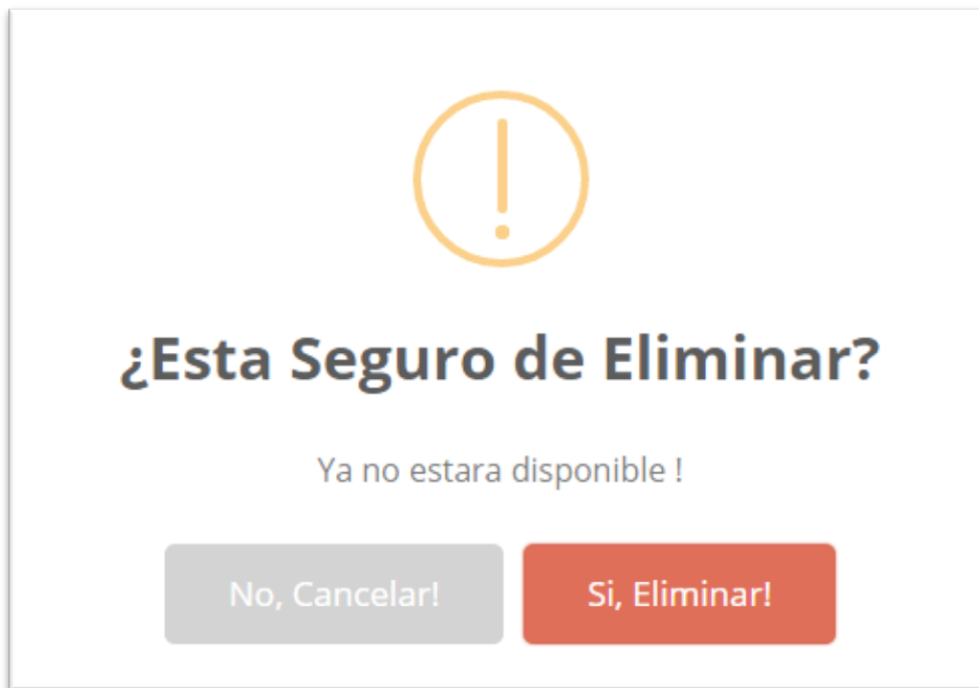 ¿Esta Seguro de Eliminar?
Ya no estara disponible !
No, Cancelar!
Si, Eliminar!